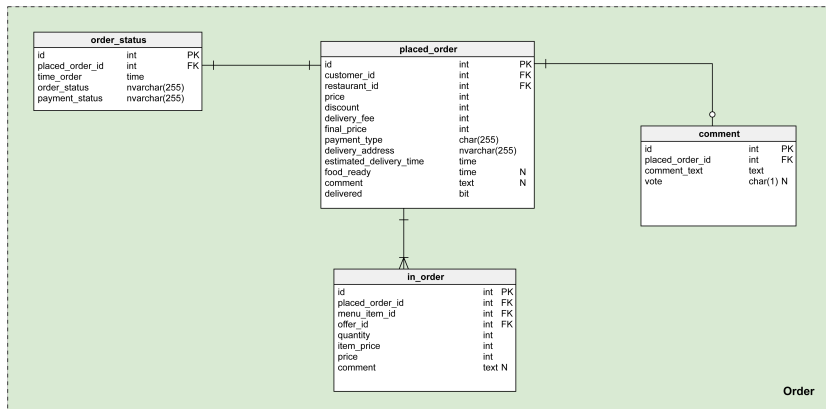 order_status
id int PK
placed_order_id int FK
time_order time
order_status nvarchar(255)
payment_status nvarchar(255)
placed_order
id int PK
customer_id int FK
restaurant_id int FK
price int
discount int
delivery_fee int
final_price int
payment_type char(255)
delivery_address nvarchar(255)
estimated_delivery_time time
food_ready time N
comment text N
delivered bit
comment
id int PK
placed_order_id int FK
comment_text text
vote char(1) N
in_order
id int PK
placed_order_id int FK
menu_item_id int FK
offer_id int FK
quantity int
item_price int
price int
comment text N
Order